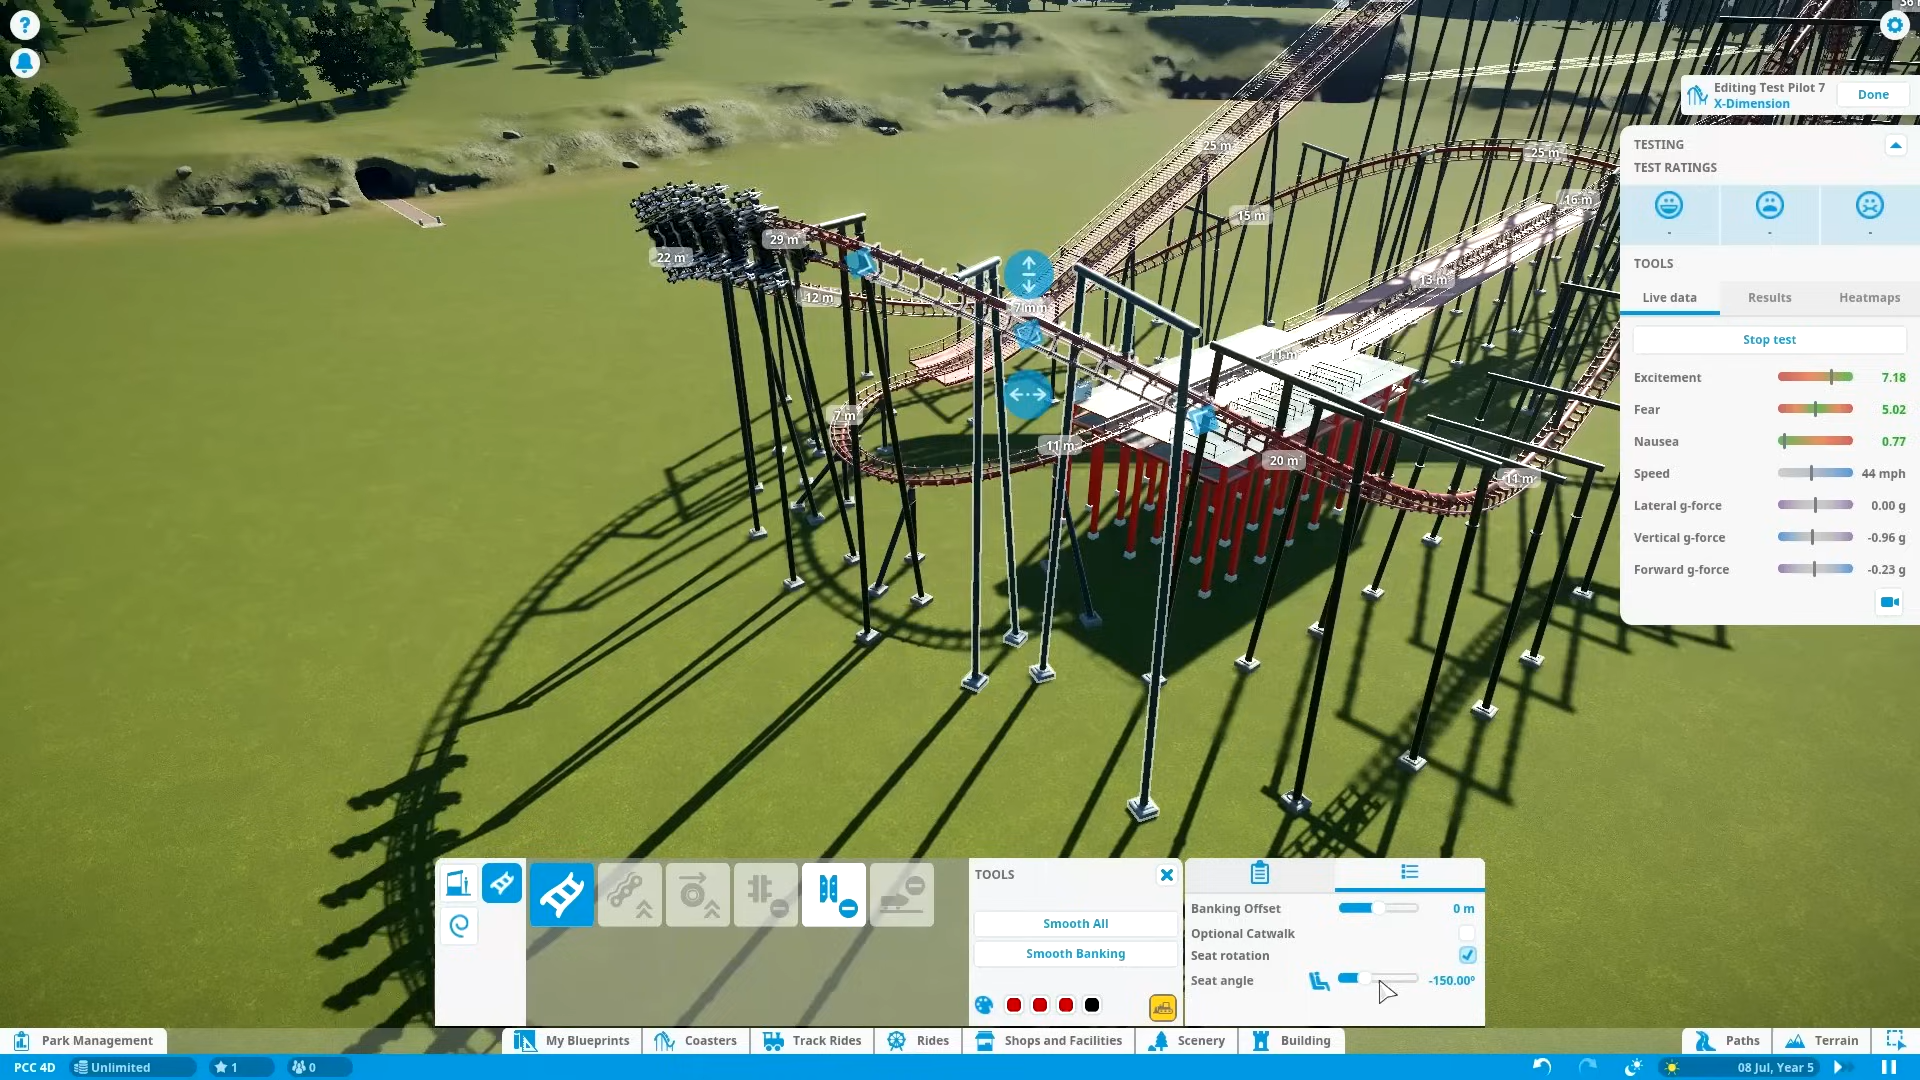 Editing Test Pilot 7
X-Dimension
Done
TESTING
TEST RATINGS
- - -
TOOLS
Live data Results Heatmaps
Stop test
Excitement 7.18
Fear 5.02
Nausea 0.77
Speed 44 mph
Lateral g-force 0.00 g
Vertical g-force -0.96 g
Forward g-force -0.23 g
25 m
25 m
16 m
15 m
29 m
22 m
12 m
13 m
11 m
7 m
11 m
20 m
11 m
TOOLS
Smooth All
Smooth Banking
Banking Offset 0 m
Optional Catwalk
Seat rotation
Seat angle -150.00°
Park Management
My Blueprints Coasters Track Rides Rides Shops and Facilities Scenery Building
Paths Terrain
PCC 4D Unlimited 1 0 08 Jul, Year 5